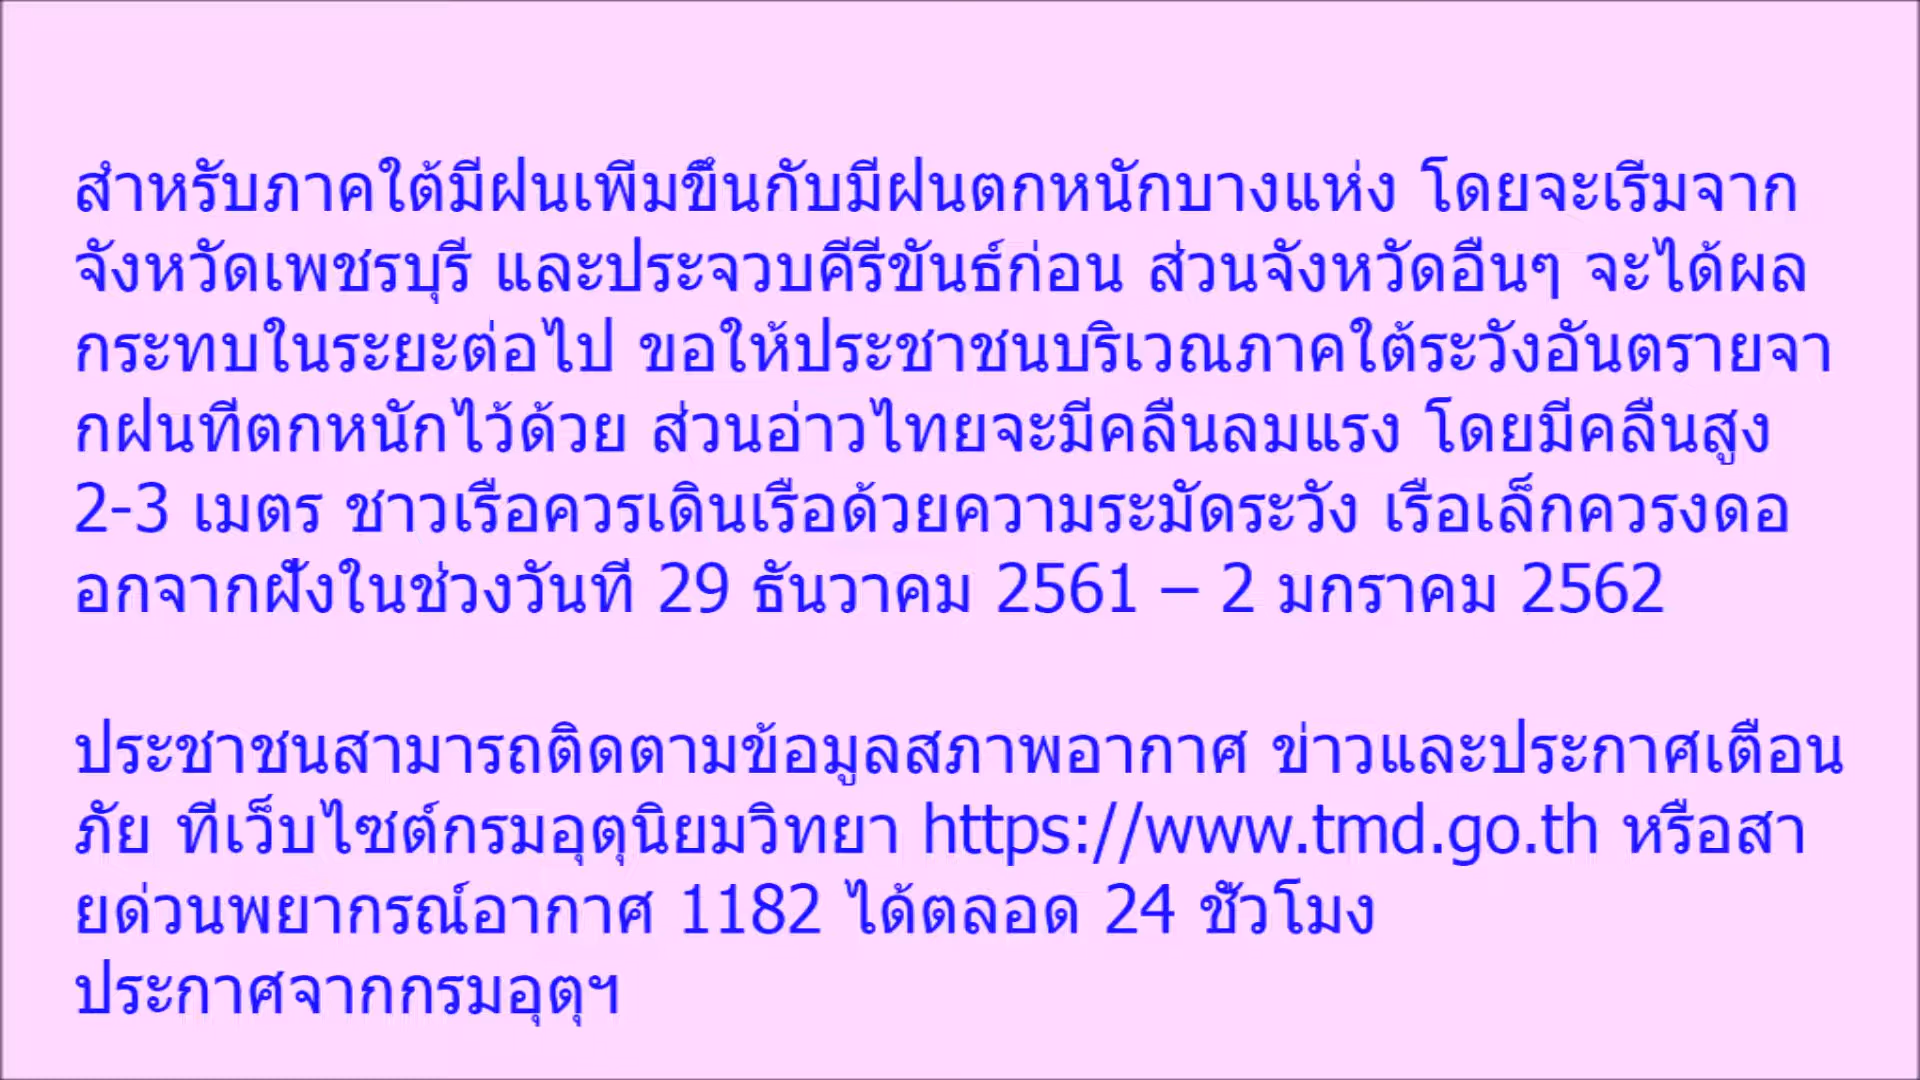 สำหรับภาคใต้มีฝนเพิ่มขึ้นกับมีฝนตกหนักบางแห่ง โดยจะเริ่มจาก
จังหวัดเพชรบุรี และประจวบคีรีขันธ์ก่อน ส่วนจังหวัดอื่นๆ จะได้ผล
กระทบในระยะต่อไป ขอให้ประชาชนบริเวณภาคใต้ระวังอันตรายจา
กฝนที่ตกหนักไว้ด้วย ส่วนอ่าวไทยจะมีคลื่นลมแรง โดยมีคลื่นสูง
2-3 เมตร ชาวเรือควรเดินเรือด้วยความระมัดระวัง เรือเล็กควรงดอ
อกจากฝั่งในช่วงวันที่ 29 ธันวาคม 2561 – 2 มกราคม 2562
ประชาชนสามารถติดตามข้อมูลสภาพอากาศ ข่าวและประกาศเตือน
ภัย ที่เว็บไซต์กรมอุตุนิยมวิทยา https://www.tmd.go.th หรือสา
ยด่วนพยากรณ์อากาศ 1182 ได้ตลอด 24 ชั่วโมง
ประกาศจากกรมอุตุฯ